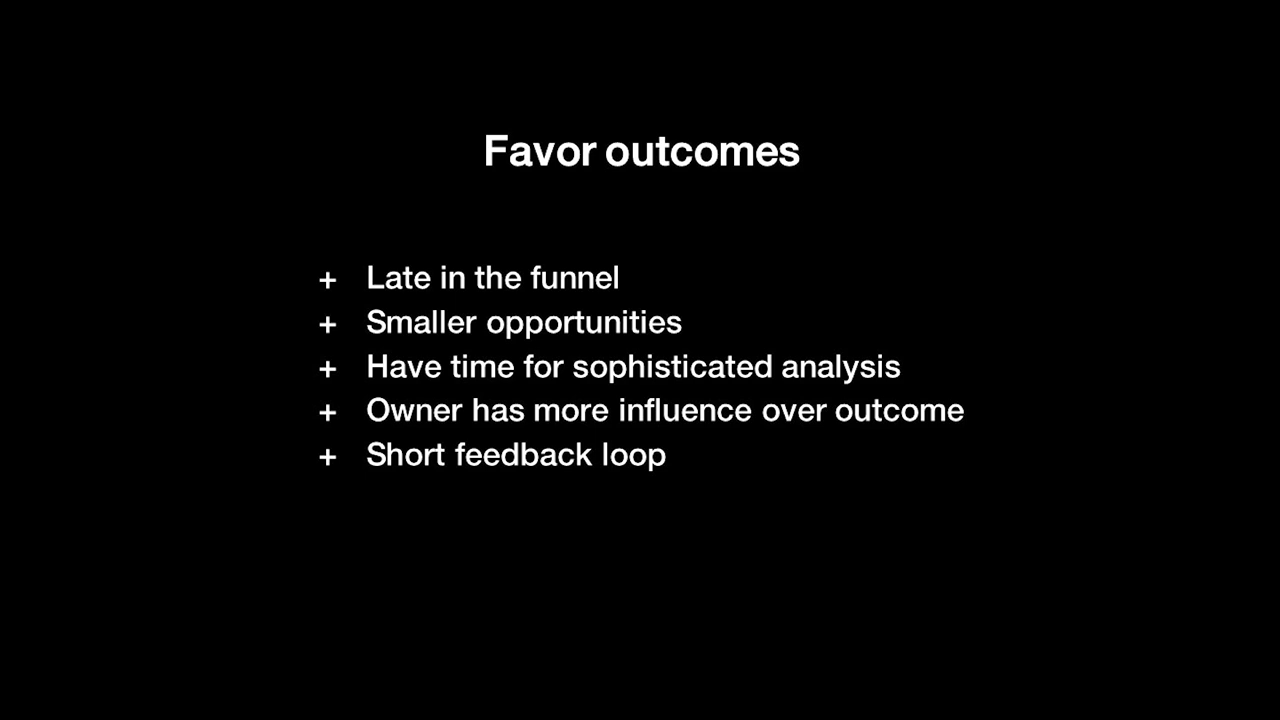 Favor outcomes
+ Late in the funnel
+ Smaller opportunities
+ Have time for sophisticated analysis
+ Owner has more influence over outcome
+ Short feedback loop